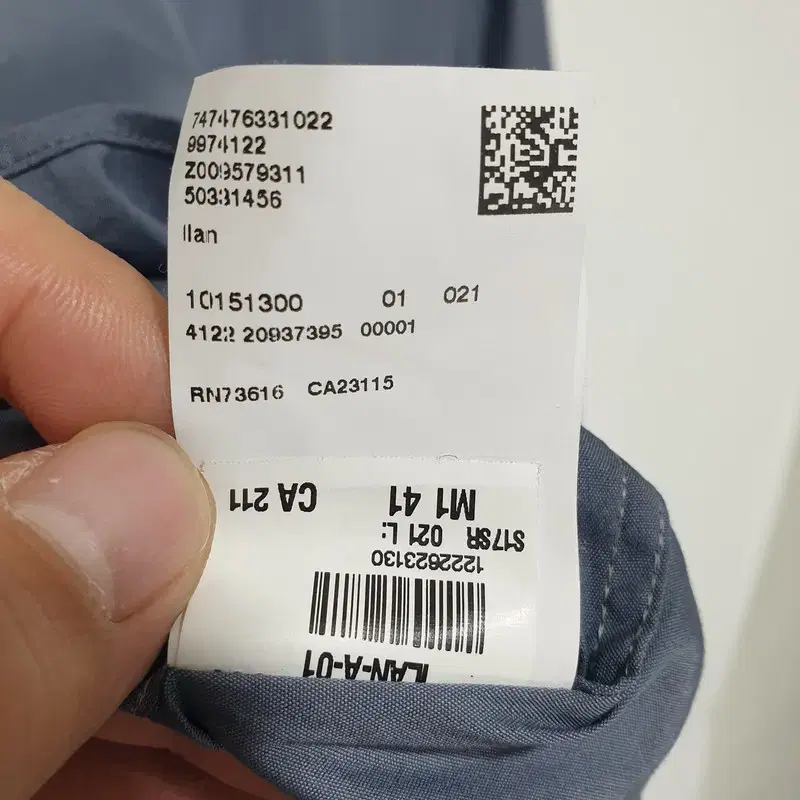 747476331022
9974122
Z009579311
50331456
Ilan
10151300 01 021
4122 20937395 00001
RN73616 CA23115
ILAN-A-01
1222623130
S17SR 021 L:
M1 41 CA 211